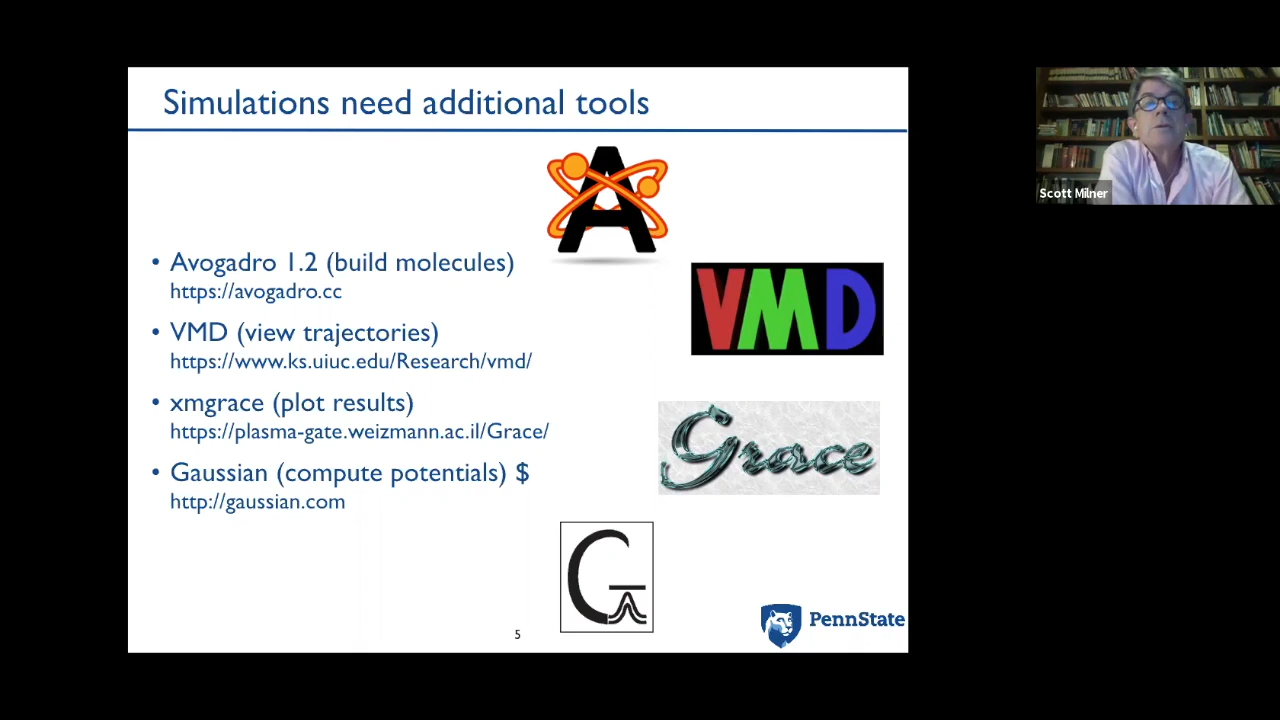 Simulations need additional tools
A
• Avogadro 1.2 (build molecules)
https://avogadro.cc
VMD
• VMD (view trajectories)
https://www.ks.uiuc.edu/Research/vmd/
• xmgrace (plot results)
https://plasma-gate.weizmann.ac.il/Grace/
Grace
• Gaussian (compute potentials) $
http://gaussian.com
G
5
PennState
Scott Milner